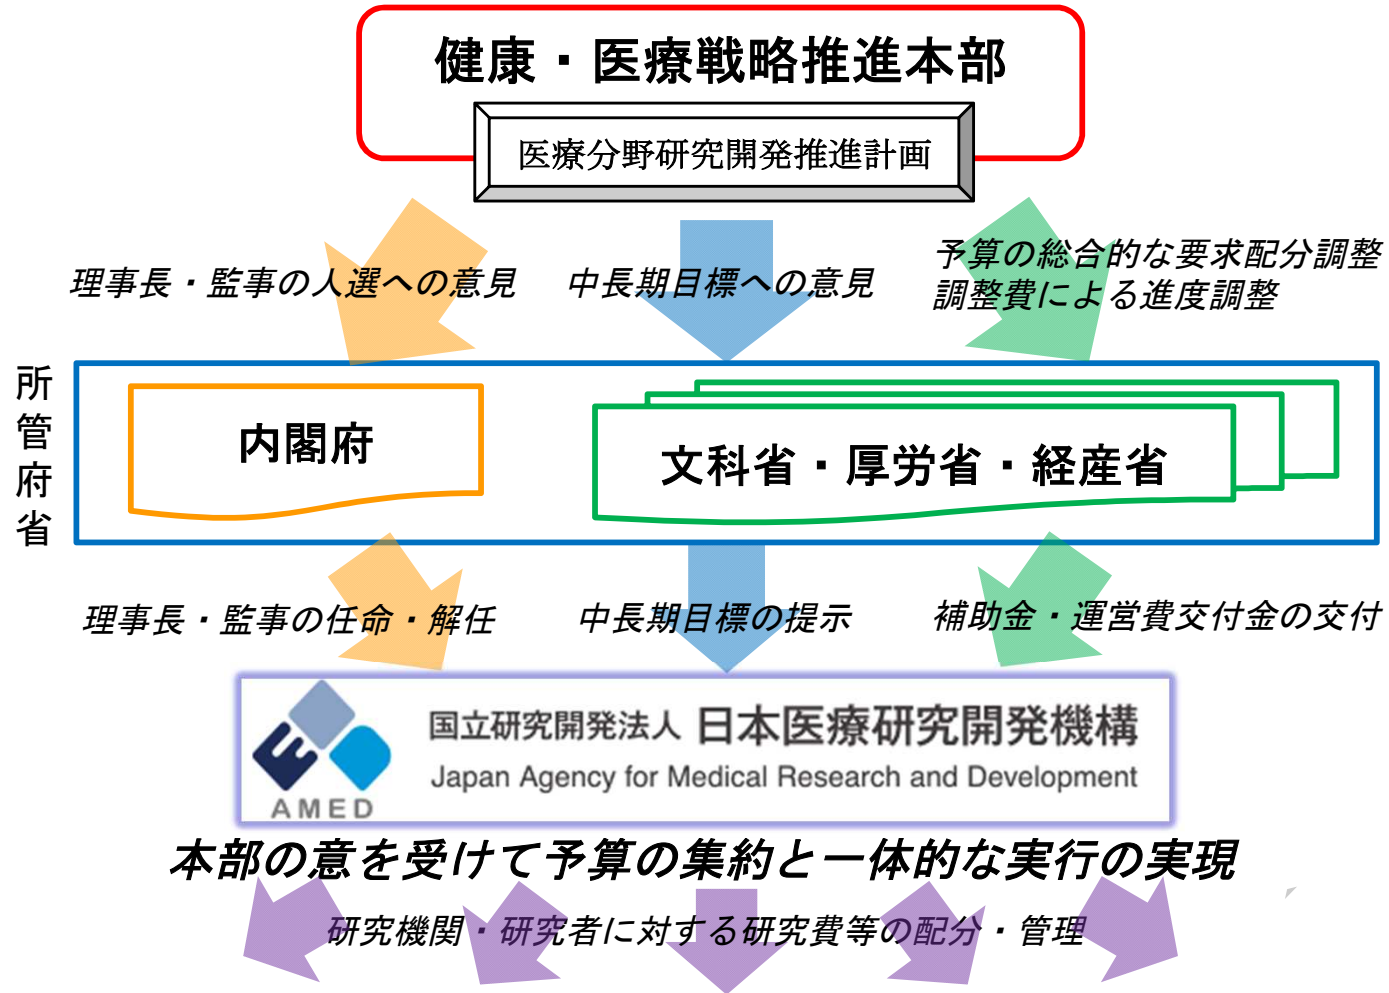 健康・医療戦略推進本部
医療分野研究開発推進計画
理事長・監事の人選への意見
中長期目標への意見
予算の総合的な要求配分調整
調整費による進度調整
所管府省
内閣府
文科省・厚労省・経産省
理事長・監事の任命・解任
中長期目標の提示
補助金・運営費交付金の交付
国立研究開発法人 日本医療研究開発機構
Japan Agency for Medical Research and Development
AMED
本部の意を受けて予算の集約と一体的な実行の実現
研究機関・研究者に対する研究費等の配分・管理